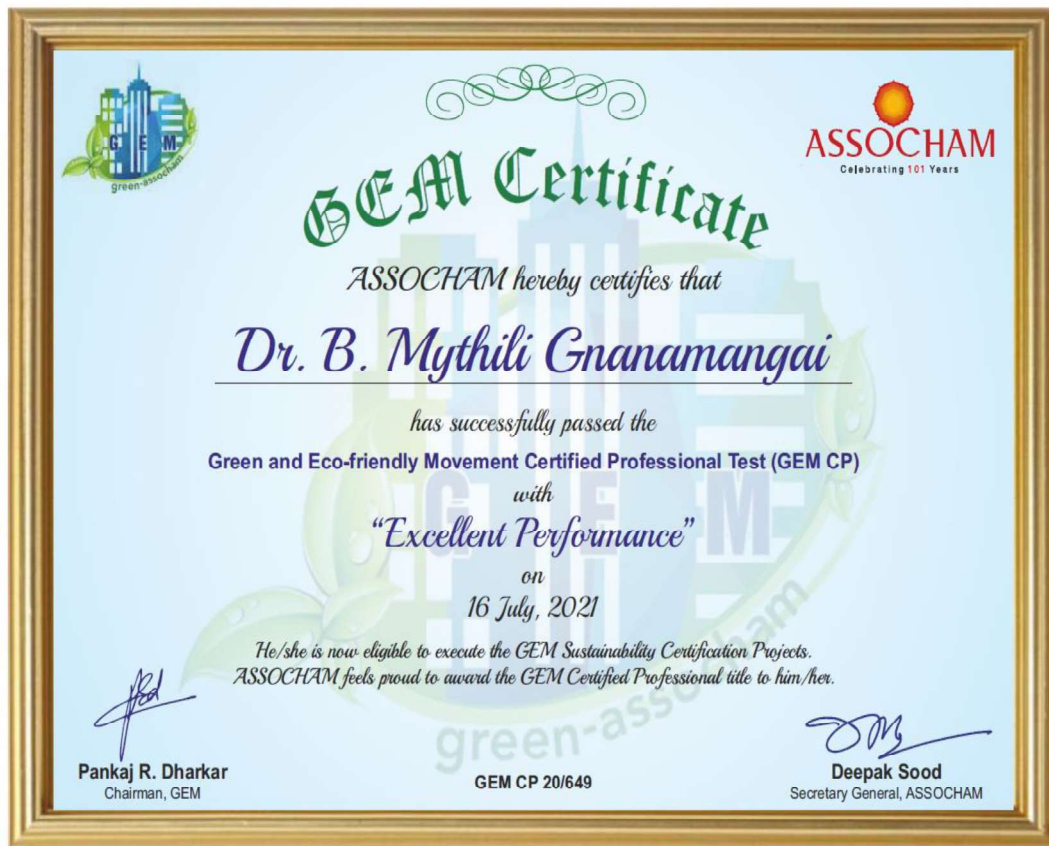 G E M
green-assocham
ASSOCHAM
Celebrating 101 Years
GEM Certificate
ASSOCHAM hereby certifies that
Dr. B. Mythili Gnanamangai
has successfully passed the
Green and Eco-friendly Movement Certified Professional Test (GEM CP)
with
“Excellent Performance”
on
16 July, 2021
He/she is now eligible to execute the GEM Sustainability Certification Projects.
ASSOCHAM feels proud to award the GEM Certified Professional title to him/her.
G E M
green-assocham
Pankaj R. Dharkar
Chairman, GEM
GEM CP 20/649
Deepak Sood
Secretary General, ASSOCHAM